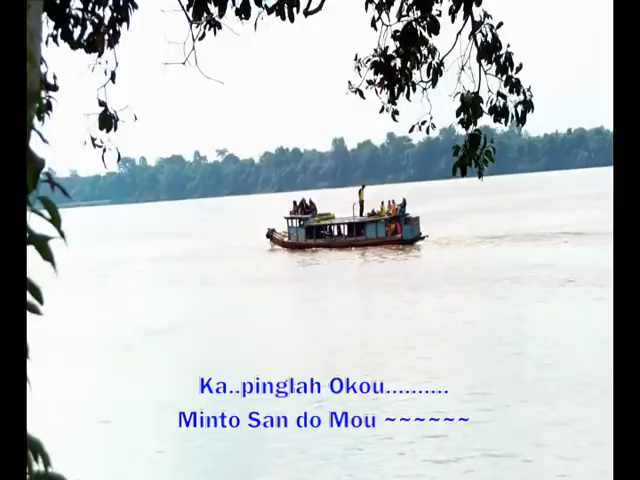 Ka..pinglah Okou..........
Minto San do Mou ~~~~~~